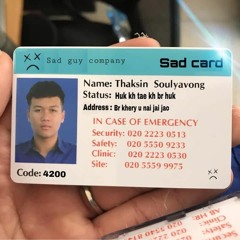 Sad guy company
Sad card
Name: Thaksin Soulyavong
Status: Huk kh tao kh br huk
Address : Br khery u nai jai jao
IN CASE OF EMERGENCY
Security: 020 2223 0513
Safety: 020 5550 9233
Clinic: 020 2223 0530
Site: 020 5559 9975
Code: 4200